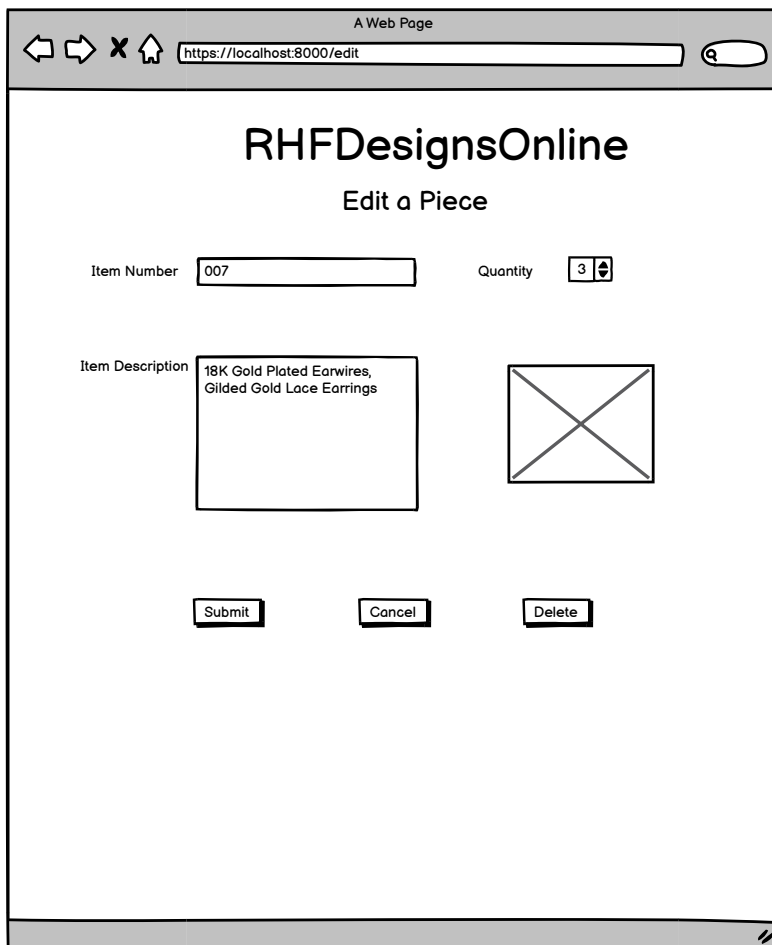 A Web Page
https://localhost:8000/edit
RHFDesignsOnline
Edit a Piece
Item Number
007
Quantity
3
Item Description
18K Gold Plated Earwires,
Gilded Gold Lace Earrings
Submit
Cancel
Delete